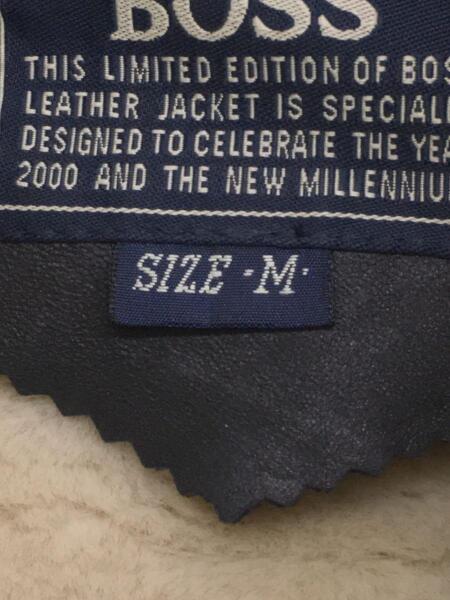 BOSS
THIS LIMITED EDITION OF BOS
LEATHER JACKET IS SPECIALL
DESIGNED TO CELEBRATE THE YEA
2000 AND THE NEW MILLENNIU
SIZE ·M·